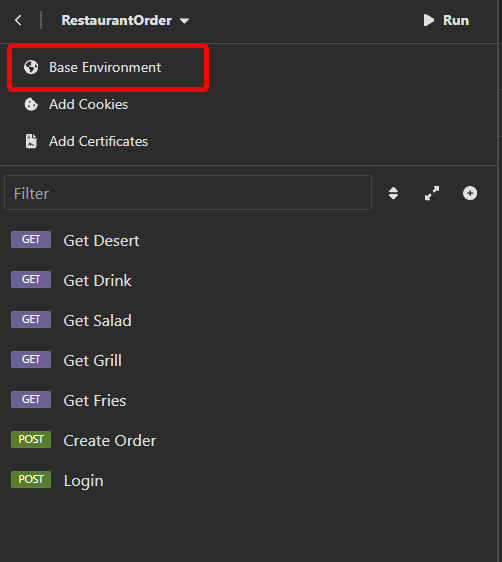 RestaurantOrder
Run
Base Environment
Add Cookies
Add Certificates
Filter
GET Get Desert
GET Get Drink
GET Get Salad
GET Get Grill
GET Get Fries
POST Create Order
POST Login